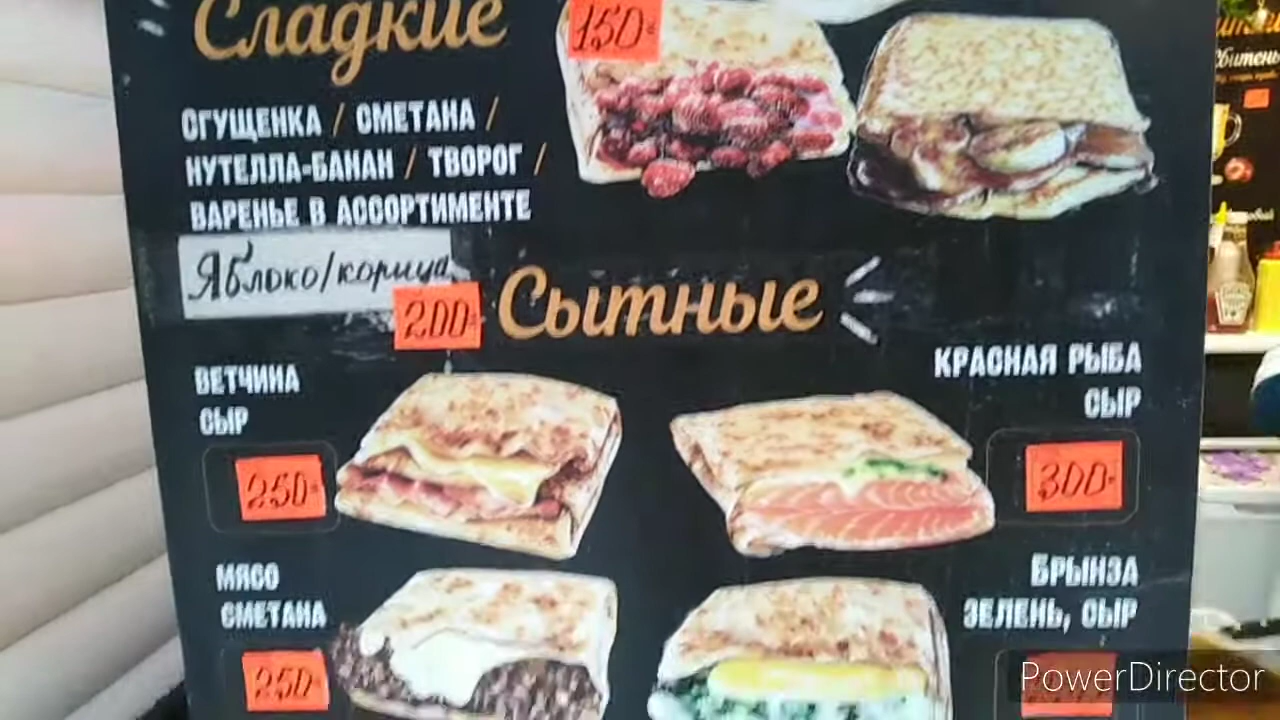 Сладкие
150=
СГУЩЕНКА / СМЕТАНА /
НУТЕЛЛА-БАНАН / ТВОРОГ /
ВАРЕНЬЕ В АССОРТИМЕНТЕ
Яблоко/корица
200=
Сытные
ВЕТЧИНА
СЫР
250=
КРАСНАЯ РЫБА
СЫР
300=
МЯСО
СМЕТАНА
250=
БРЫНЗА
ЗЕЛЕНЬ, СЫР
PowerDirector